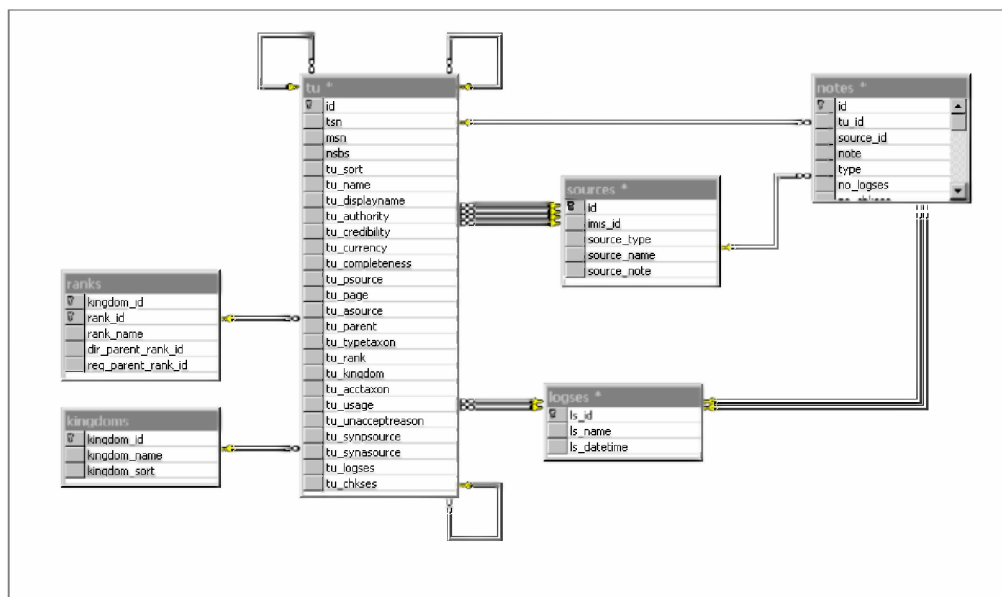 tu *
id
tsn
msn
nsbs
tu_sort
tu_name
tu_displayname
tu_authority
tu_credibility
tu_currency
tu_completeness
tu_psource
tu_page
tu_asource
tu_parent
tu_typetaxon
tu_rank
tu_kingdom
tu_acctaxon
tu_usage
tu_unacceptreason
tu_synpsource
tu_synasource
tu_logses
tu_chkses
notes *
id
tu_id
source_id
note
type
no_logses
sources *
id
imis_id
source_type
source_name
source_note
ranks
kingdom_id
rank_id
rank_name
dir_parent_rank_id
req_parent_rank_id
logses *
ls_id
ls_name
ls_datetime
kingdoms
kingdom_id
kingdom_name
kingdom_sort